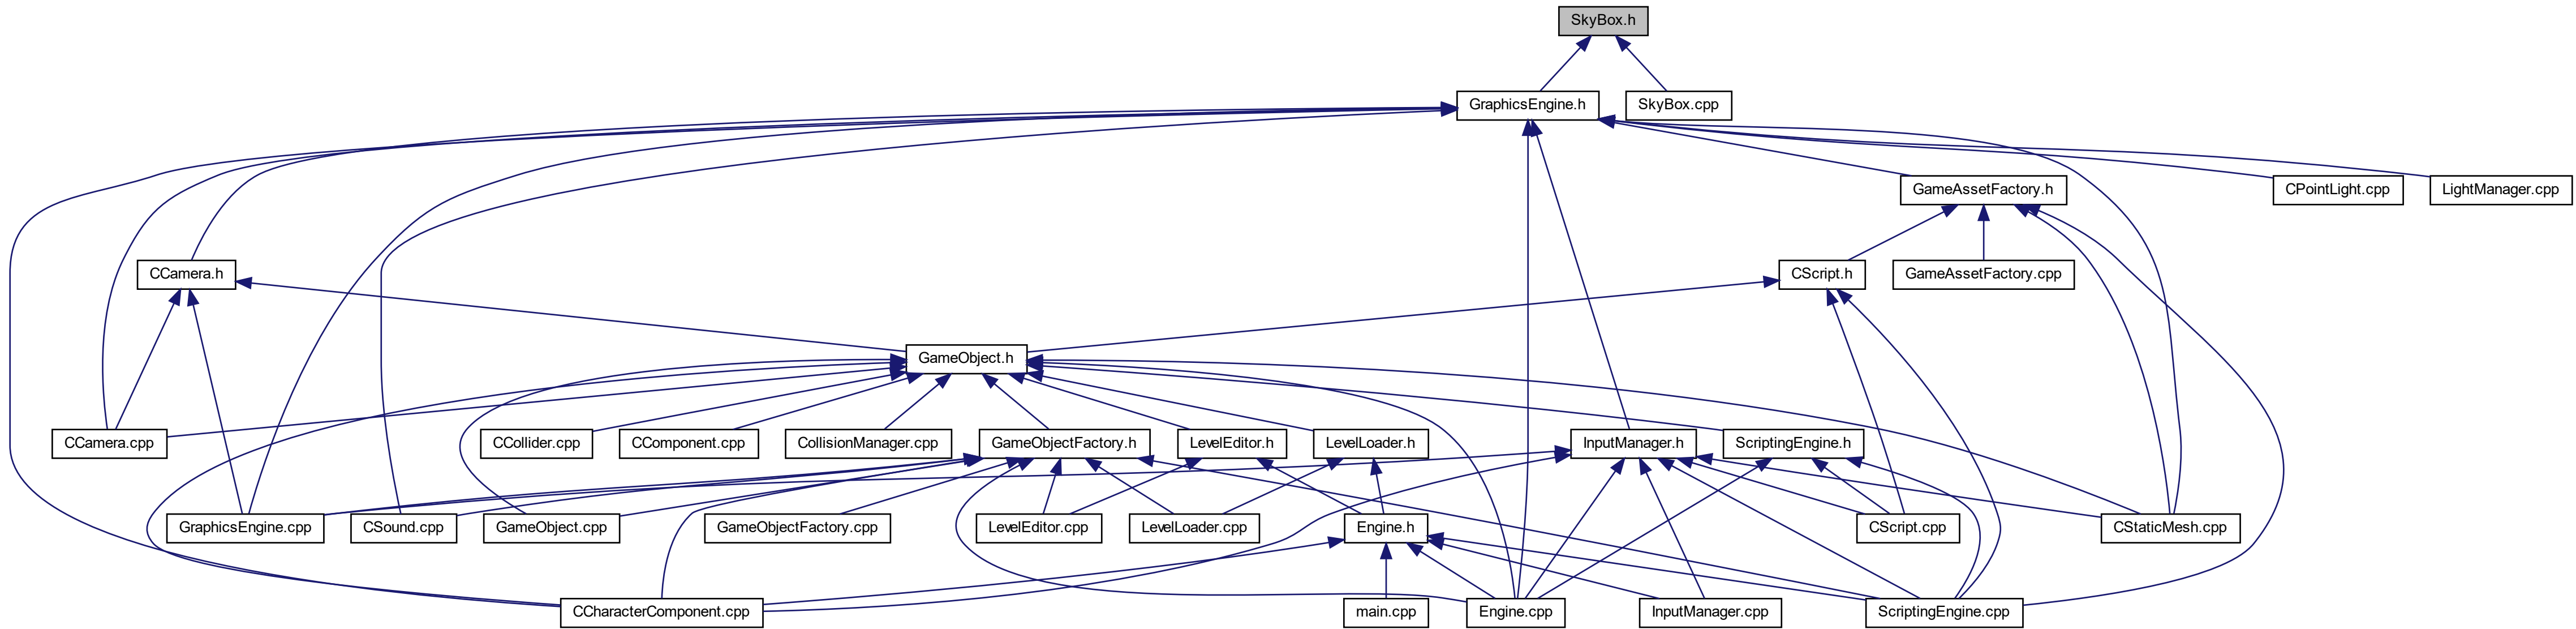 SkyBox.h
GraphicsEngine.h
SkyBox.cpp
GameAssetFactory.h
CPointLight.cpp
LightManager.cpp
CCamera.h
CScript.h
GameAssetFactory.cpp
GameObject.h
CCamera.cpp
CCollider.cpp
CComponent.cpp
CollisionManager.cpp
GameObjectFactory.h
LevelEditor.h
LevelLoader.h
InputManager.h
ScriptingEngine.h
GraphicsEngine.cpp
CSound.cpp
GameObject.cpp
GameObjectFactory.cpp
LevelEditor.cpp
LevelLoader.cpp
Engine.h
CScript.cpp
CStaticMesh.cpp
CCharacterComponent.cpp
main.cpp
Engine.cpp
InputManager.cpp
ScriptingEngine.cpp